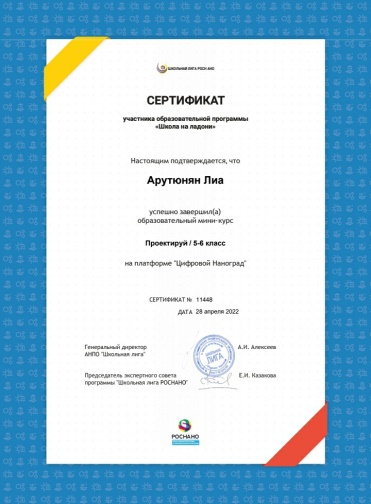 ШКОЛЬНАЯ ЛИГА РОСНАНО
СЕРТИФИКАТ
участника образовательной программы
«Школа на ладони»
Настоящим подтверждается, что
Арутюнян Лиа
успешно завершил(а)
образовательный мини-курс
Проектируй / 5-6 класс
на платформе "Цифровой Наноград"
СЕРТИФИКАТ № 11448
ДАТА 28 апреля 2022
Генеральный директор
АНПО "Школьная лига"
А.И. Алексеев
Председатель экспертного совета
программы "Школьная лига РОСНАНО"
Е.И. Казакова
ЛИГА
РОСНАНО